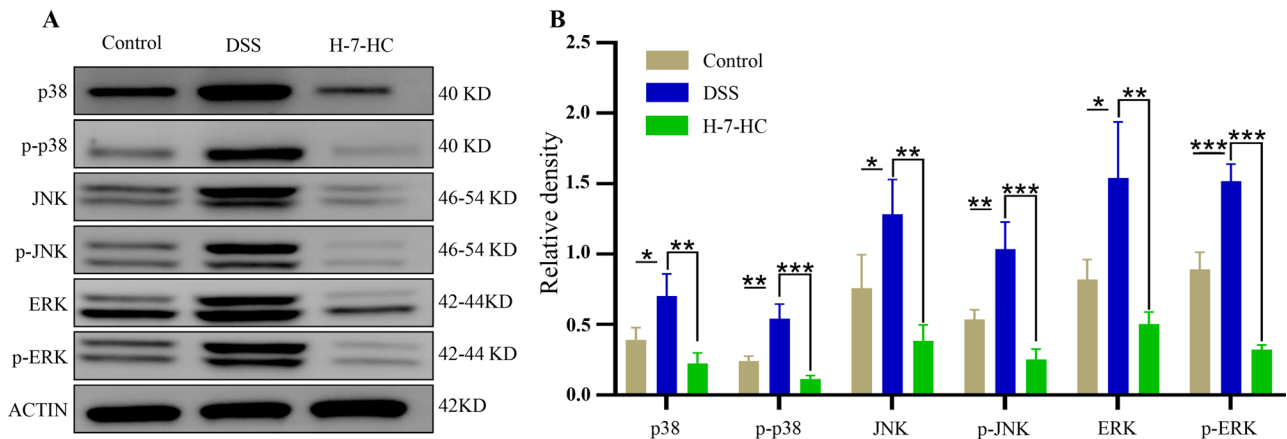 A
Control DSS H-7-HC
p38 40 KD
p-p38 40 KD
JNK 46-54 KD
p-JNK 46-54 KD
ERK 42-44KD
p-ERK 42-44 KD
ACTIN 42KD
B
Relative density
2.5
2.0
1.5
1.0
0.5
0.0
Control
DSS
H-7-HC
* ** ** *** * ** ** *** * ** *** ***
p38 p-p38 JNK p-JNK ERK p-ERK